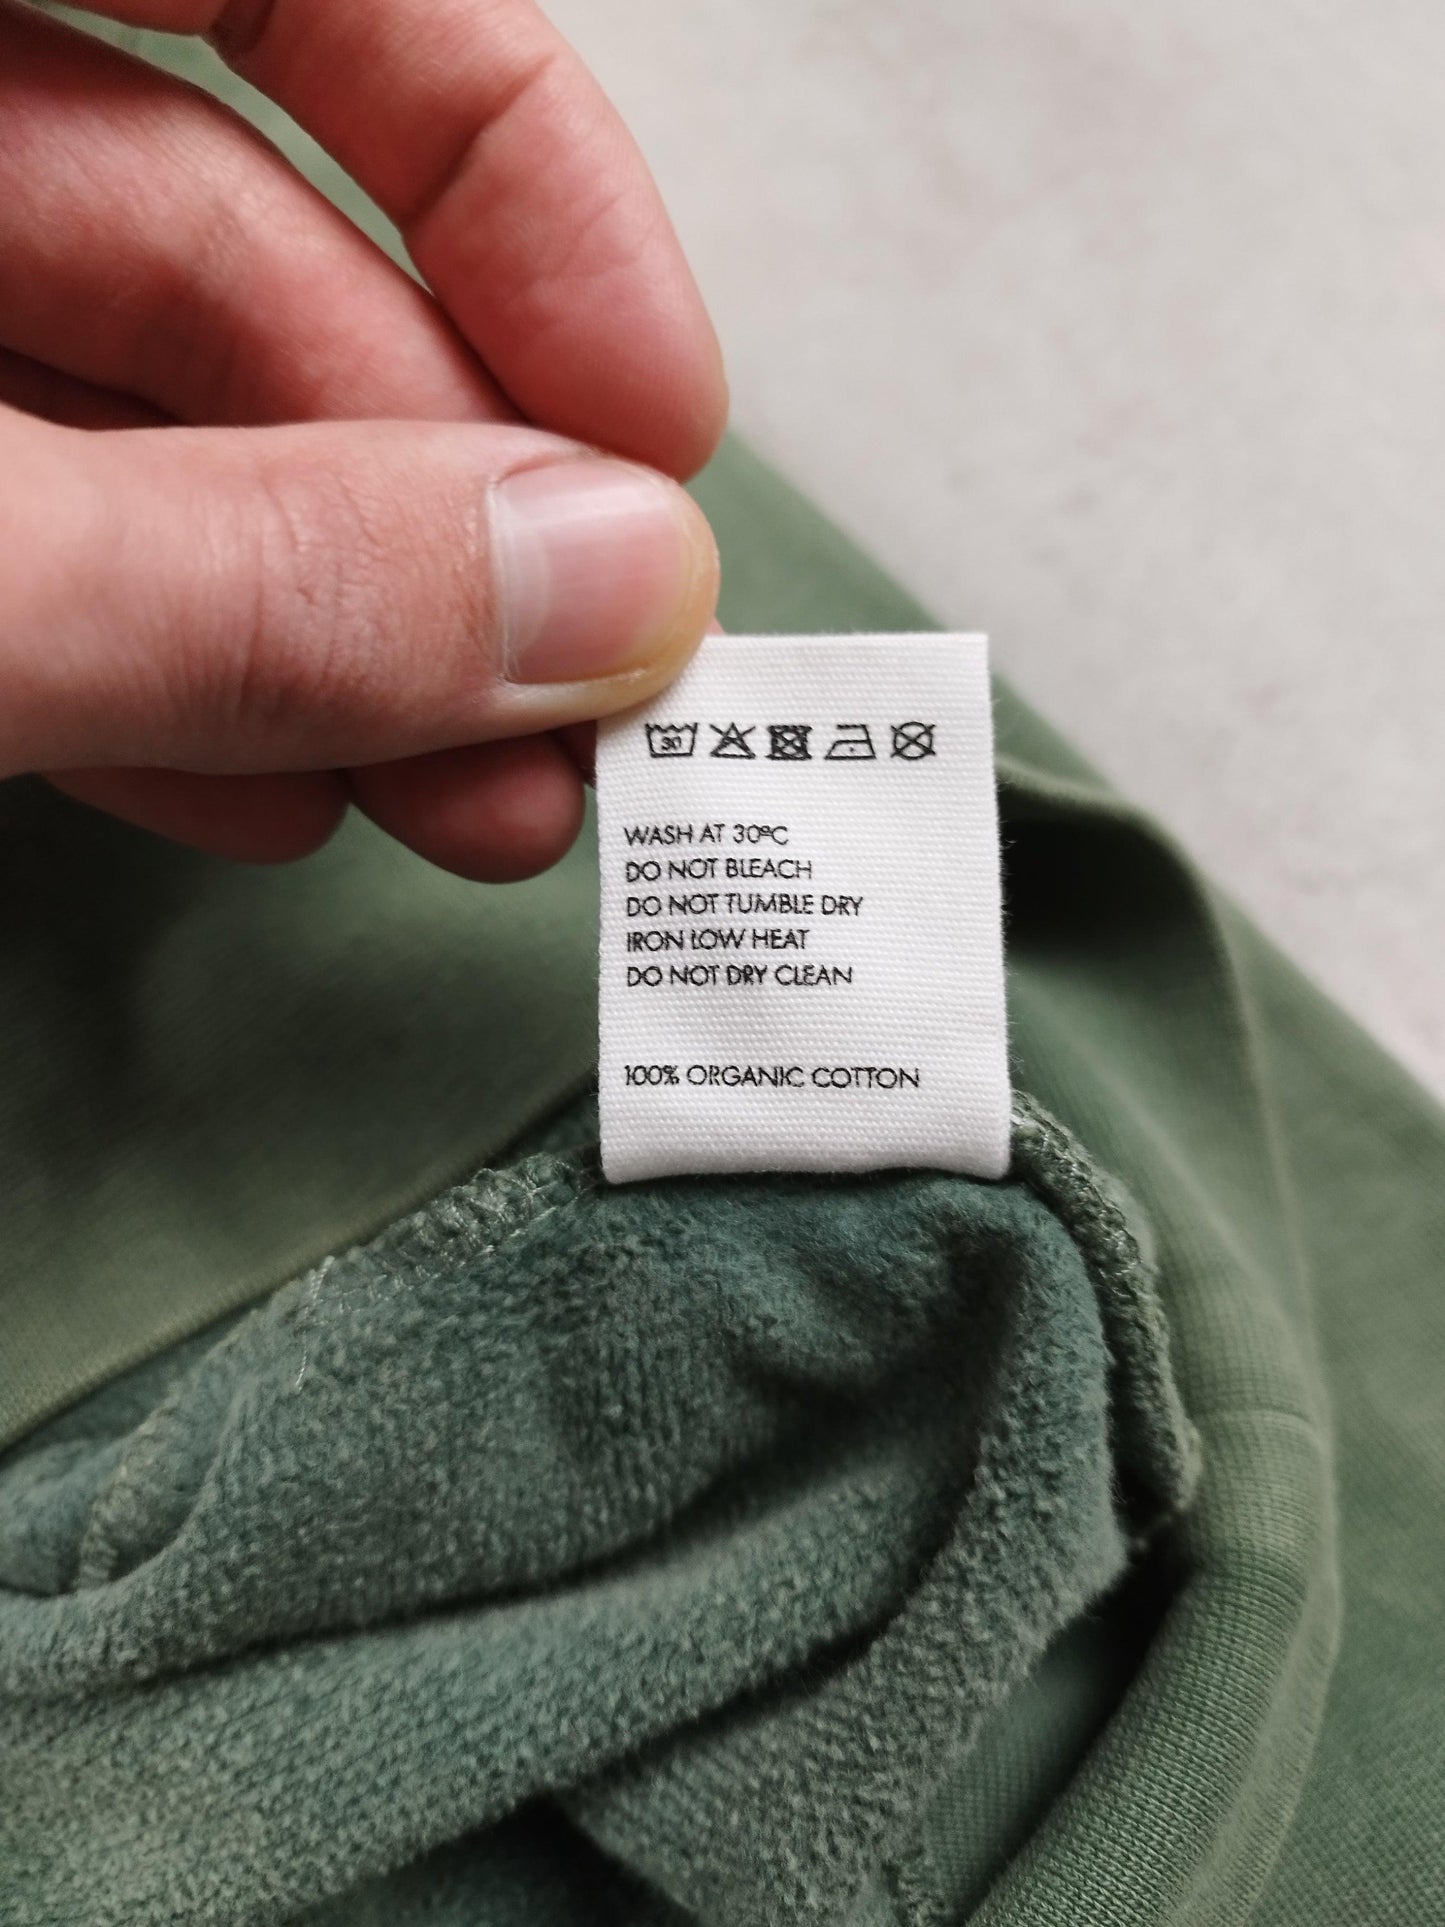 30
WASH AT 30ºC
DO NOT BLEACH
DO NOT TUMBLE DRY
IRON LOW HEAT
DO NOT DRY CLEAN
100% ORGANIC COTTON